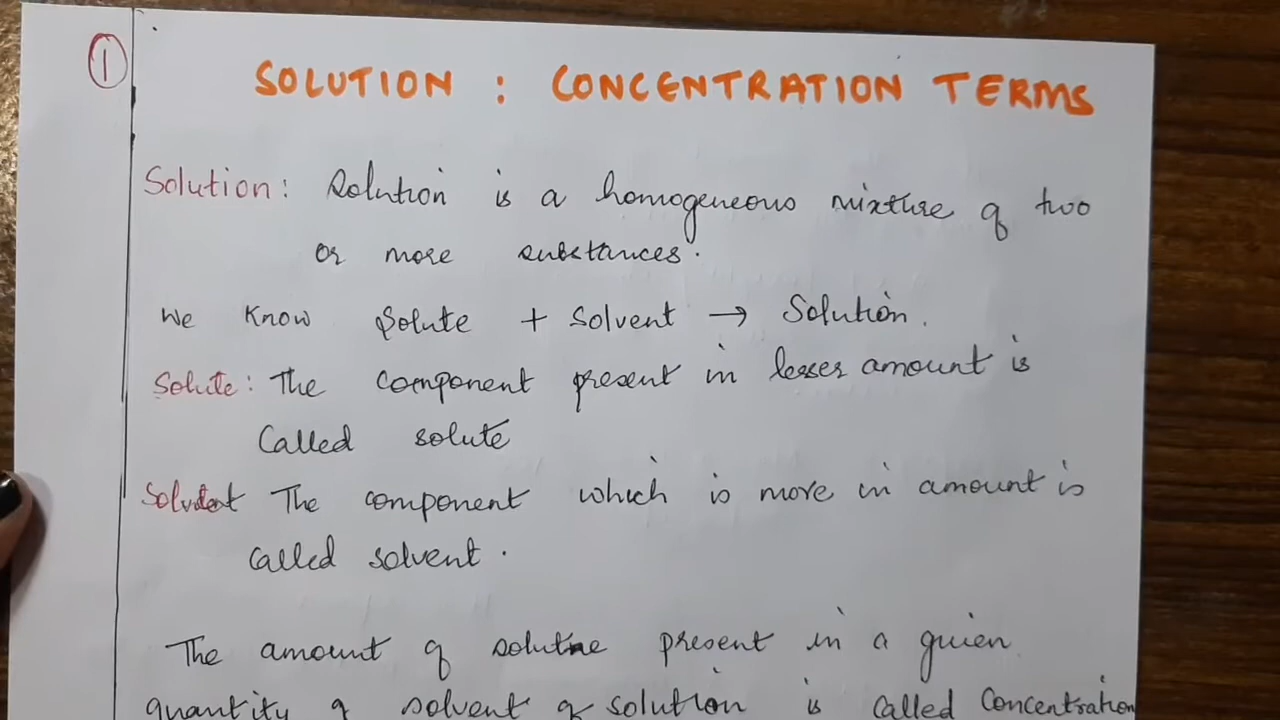 1
SOLUTION : CONCENTRATION TERMS
Solution: Solution is a homogeneous mixture of two
or more substances.
We know Solute + Solvent → Solution.
Solute: The component present in lesser amount is
called solute
Solvent The component which is more in amount is
called solvent.
The amount of solute present in a given
quantity of solvent or solution is called Concentration